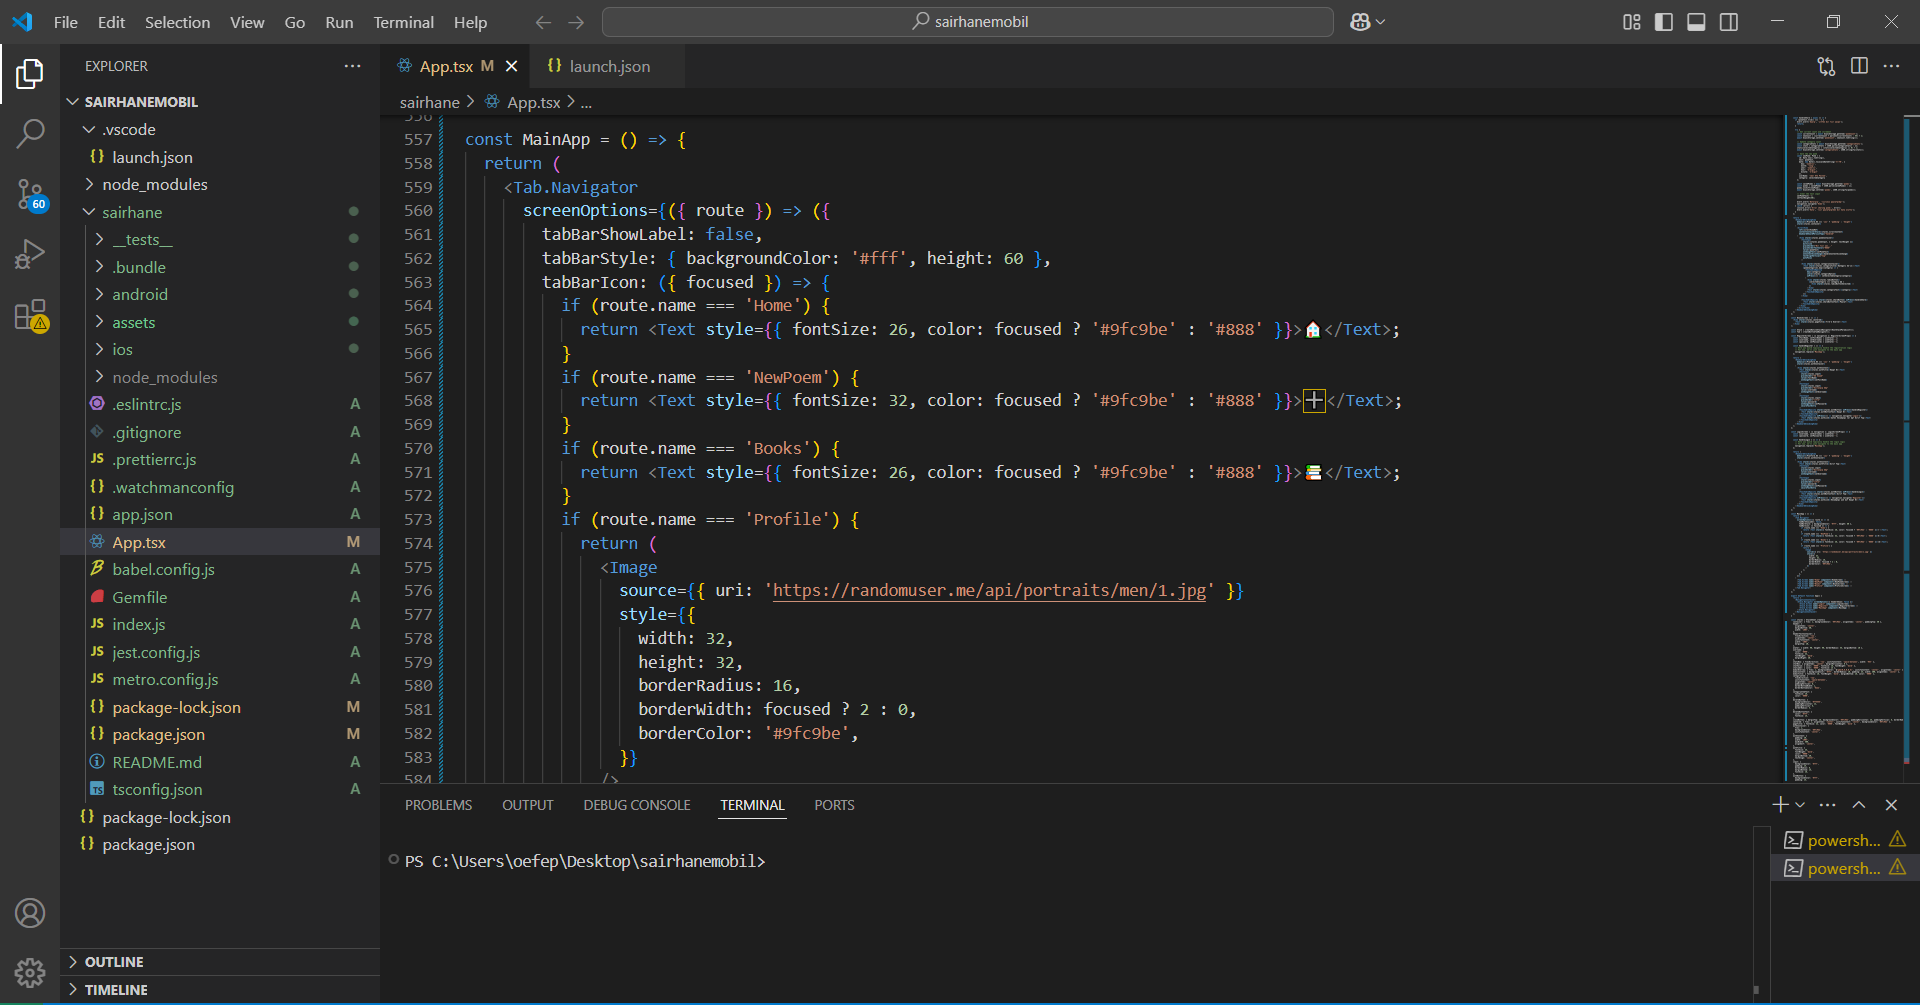 File Edit Selection View Go Run Terminal Help
sairhanemobil
EXPLORER
SAIRHANEMOBIL
.vscode
{} launch.json
node_modules
sairhane
__tests__
.bundle
android
assets
ios
node_modules
.eslintrc.js A
.gitignore A
JS .prettierrc.js A
{} .watchmanconfig A
{} app.json A
App.tsx M
babel.config.js A
Gemfile A
JS index.js A
JS jest.config.js A
JS metro.config.js A
{} package-lock.json M
{} package.json M
README.md A
TS tsconfig.json A
{} package-lock.json
{} package.json
OUTLINE
TIMELINE
60
App.tsx M
{} launch.json
sairhane > App.tsx > ...
556
557 const MainApp = () => {
558 return (
559 <Tab.Navigator
560 screenOptions={({ route }) => ({
561 tabBarShowLabel: false,
562 tabBarStyle: { backgroundColor: '#fff', height: 60 },
563 tabBarIcon: ({ focused }) => {
564 if (route.name === 'Home') {
565 return <Text style={{ fontSize: 26, color: focused ? '#9fc9be' : '#888' }}>🏠</Text>;
566 }
567 if (route.name === 'NewPoem') {
568 return <Text style={{ fontSize: 32, color: focused ? '#9fc9be' : '#888' }}>＋</Text>;
569 }
570 if (route.name === 'Books') {
571 return <Text style={{ fontSize: 26, color: focused ? '#9fc9be' : '#888' }}>📚</Text>;
572 }
573 if (route.name === 'Profile') {
574 return (
575 <Image
576 source={{ uri: 'https://randomuser.me/api/portraits/men/1.jpg' }}
577 style={{
578 width: 32,
579 height: 32,
580 borderRadius: 16,
581 borderWidth: focused ? 2 : 0,
582 borderColor: '#9fc9be',
583 }}
584 />
PROBLEMS OUTPUT DEBUG CONSOLE TERMINAL PORTS
PS C:\Users\oefep\Desktop\sairhanemobil>
powersh...
powersh...